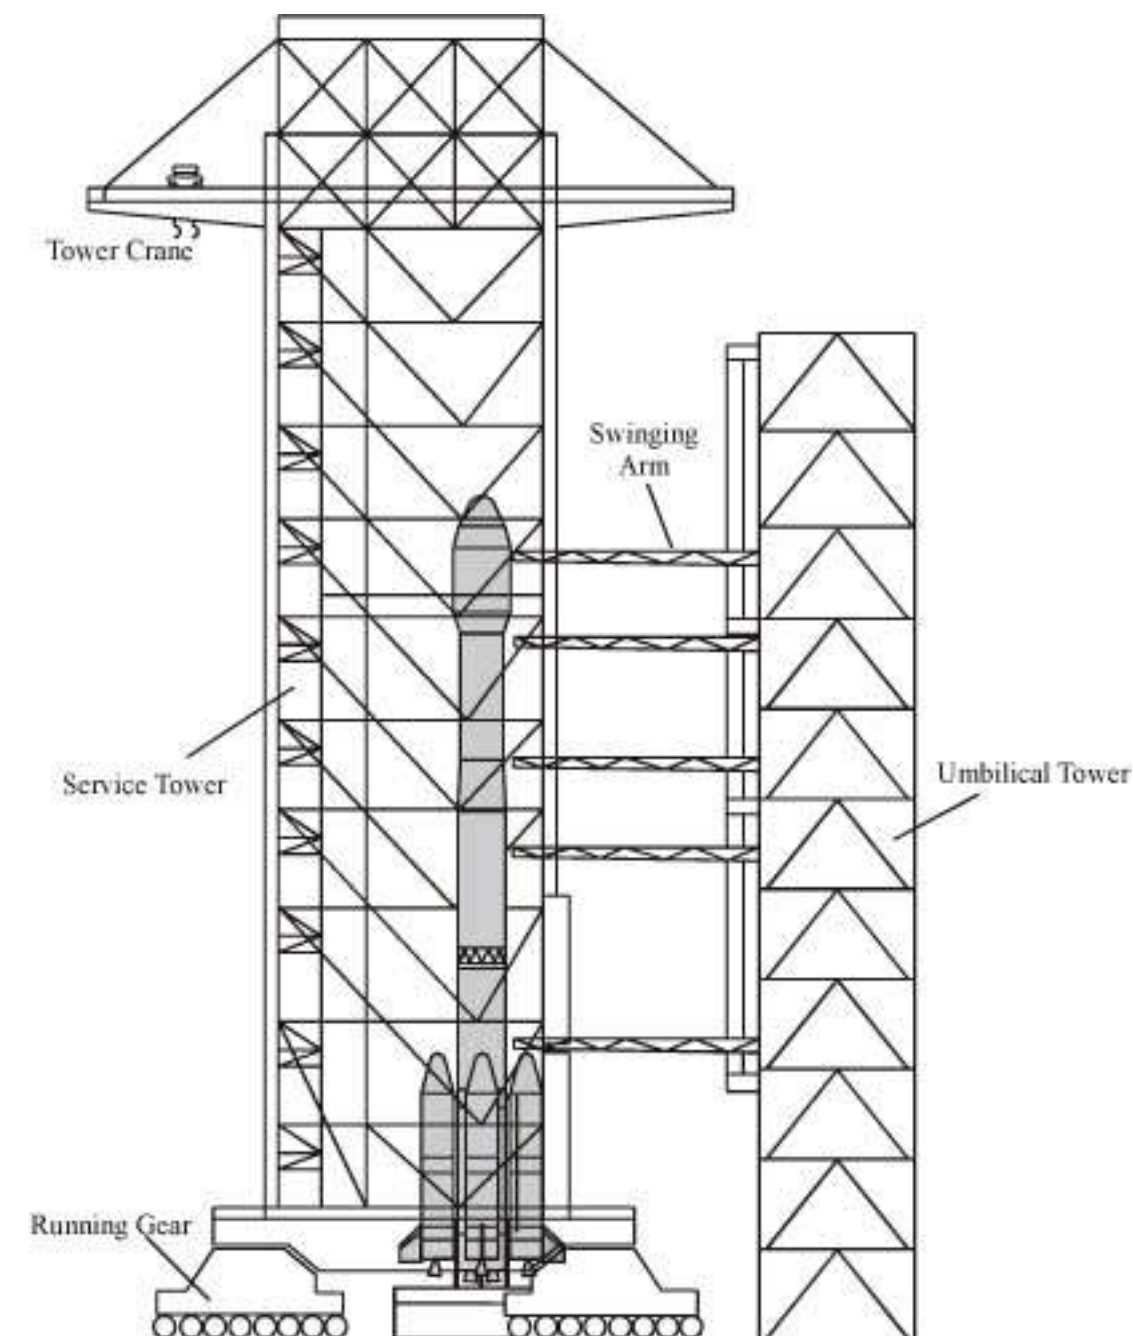 Tower Crane
Swinging
Arm
Service Tower
Umbilical Tower
Running Gear